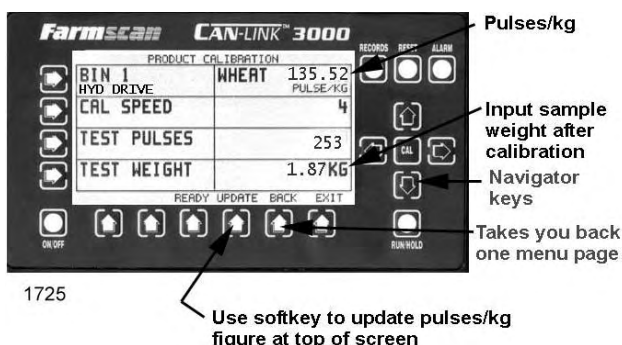 Farmscan CAN-LINK™ 3000
Pulses/kg
RECORDS RESET ALARM
PRODUCT CALIBRATION
BIN 1 WHEAT 135.52
HYD DRIVE PULSE/KG
CAL SPEED 4
TEST PULSES 253
TEST WEIGHT 1.87KG
READY UPDATE BACK EXIT
CAL
Input sample
weight after
calibration
Navigator
keys
Takes you back
one menu page
ON/OFF
RUN/HOLD
1725
Use softkey to update pulses/kg
figure at top of screen